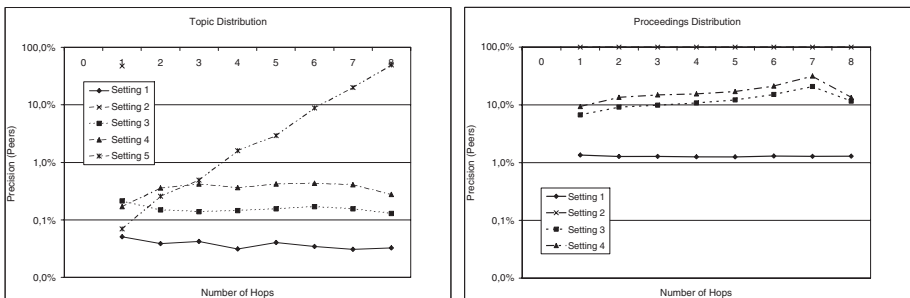 Topic Distribution
Precision (Peers)
100,0%
10,0%
1,0%
0,1%
0,0%
0 1 2 3 4 5 6 7 8
Setting 1
Setting 2
Setting 3
Setting 4
Setting 5
Number of Hops
Proceedings Distribution
Precision (Peers)
100,0%
10,0%
1,0%
0,1%
0,0%
0 1 2 3 4 5 6 7 8
Setting 1
Setting 2
Setting 3
Setting 4
Number of Hops